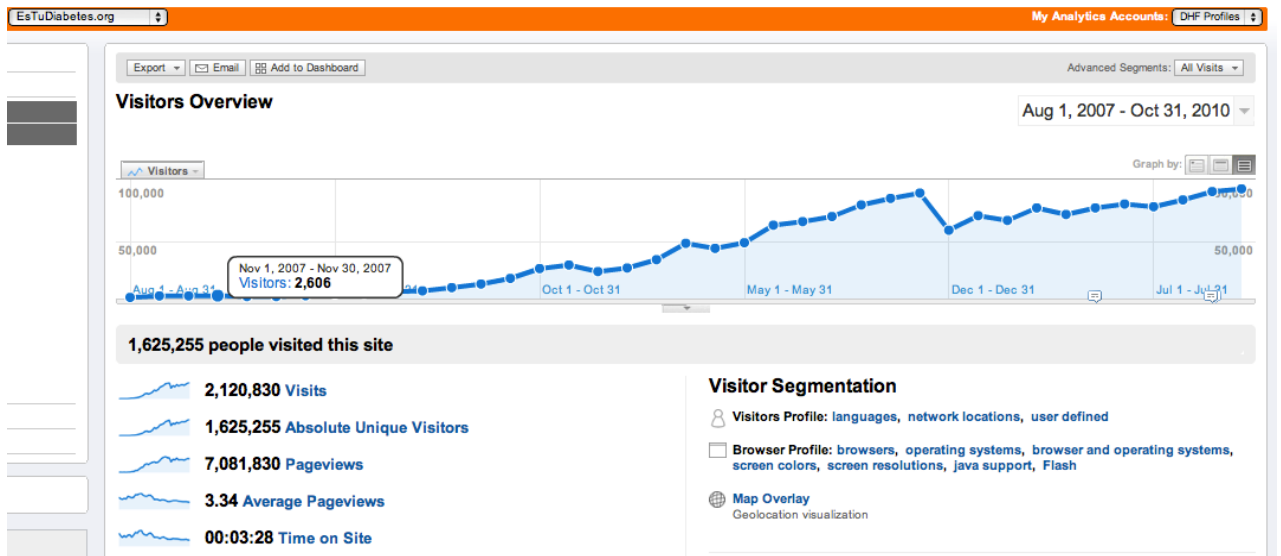 EsTuDiabetes.org
My Analytics Accounts: DHF Profiles
Export Email Add to Dashboard
Advanced Segments: All Visits
Visitors Overview
Aug 1, 2007 - Oct 31, 2010
Visitors
Graph by:
100,000
50,000
50,000
Nov 1, 2007 - Nov 30, 2007
Visitors: 2,606
Aug 1 - Aug 31
Oct 1 - Oct 31
May 1 - May 31
Dec 1 - Dec 31
Jul 1 - Jul 31
1,625,255 people visited this site
2,120,830 Visits
1,625,255 Absolute Unique Visitors
7,081,830 Pageviews
3.34 Average Pageviews
00:03:28 Time on Site
Visitor Segmentation
Visitors Profile: languages, network locations, user defined
Browser Profile: browsers, operating systems, browser and operating systems,
screen colors, screen resolutions, java support, Flash
Map Overlay
Geolocation visualization